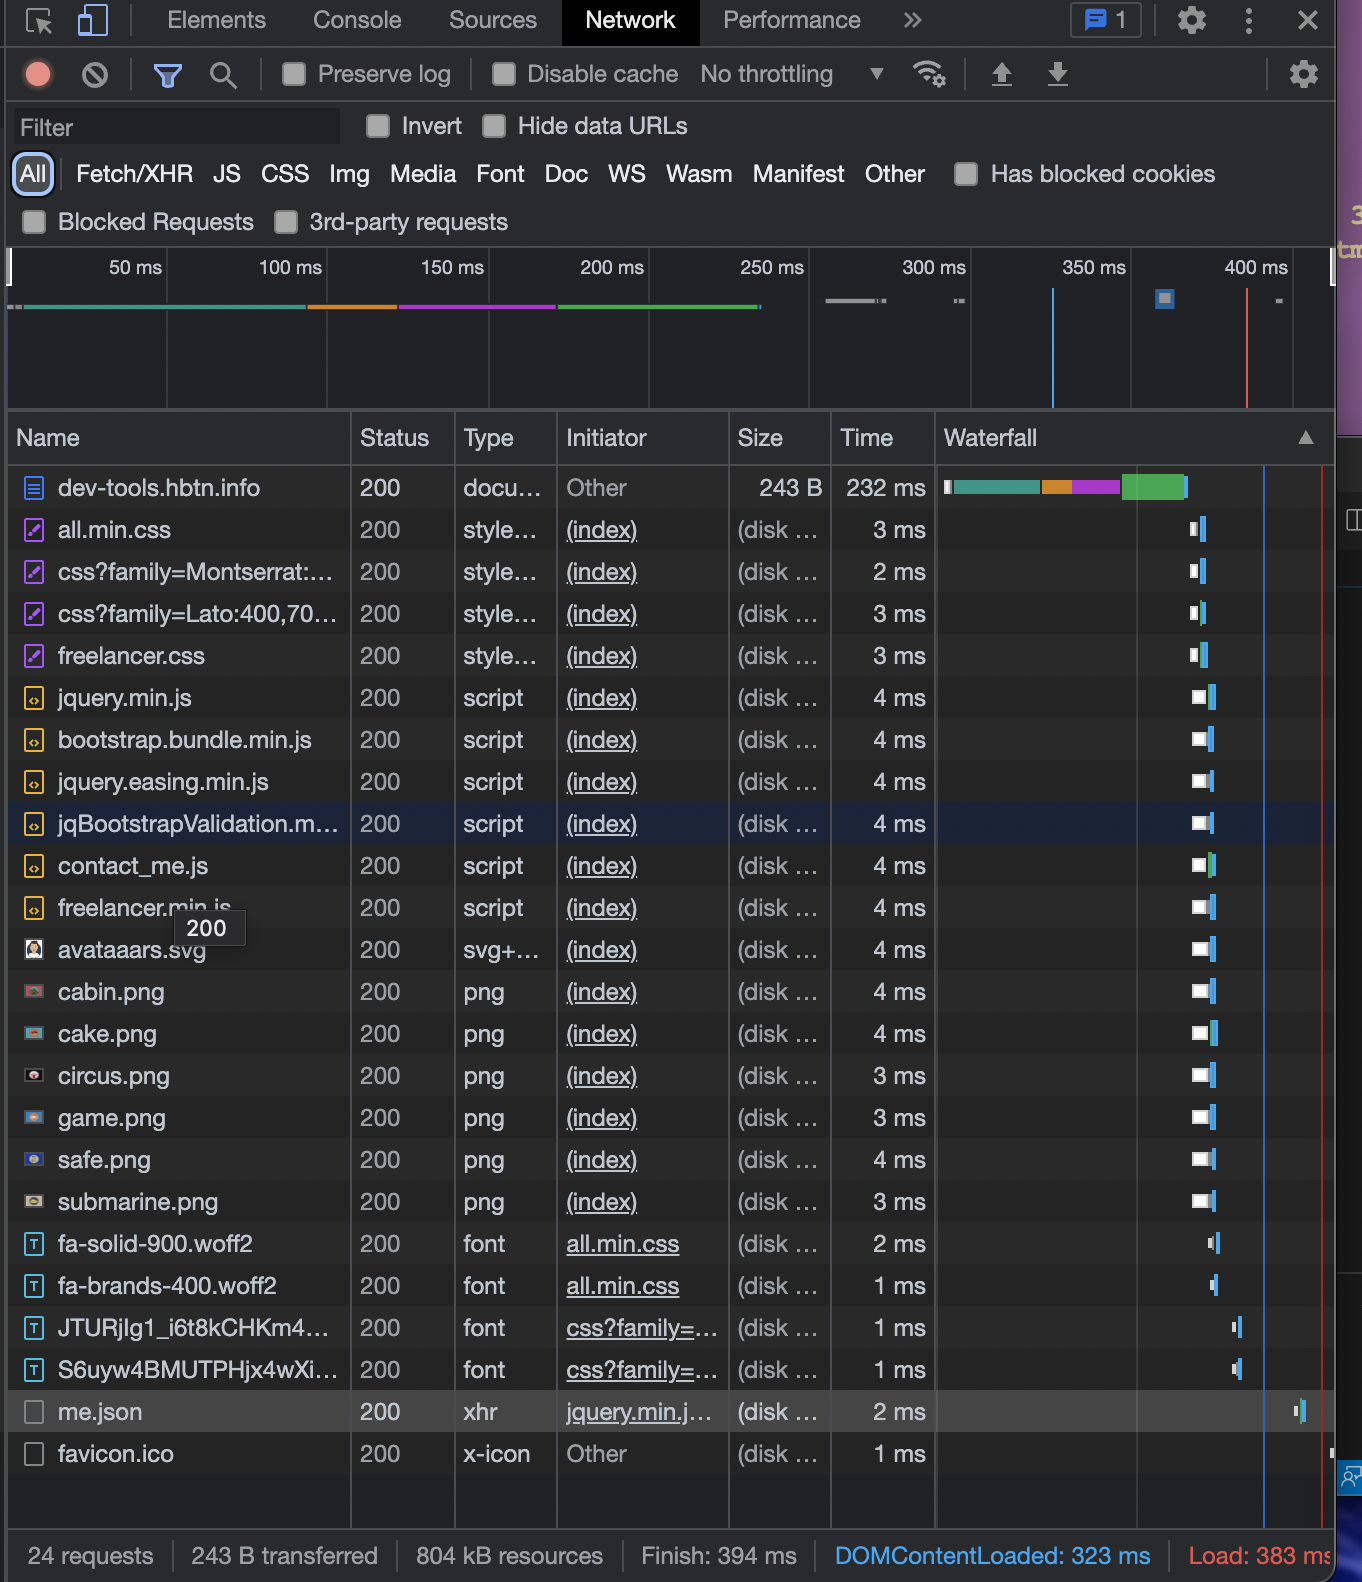 Elements Console Sources Network Performance » 1
Preserve log Disable cache No throttling
Filter Invert Hide data URLs
All Fetch/XHR JS CSS Img Media Font Doc WS Wasm Manifest Other Has blocked cookies
Blocked Requests 3rd-party requests
50 ms 100 ms 150 ms 200 ms 250 ms 300 ms 350 ms 400 ms
Name Status Type Initiator Size Time Waterfall
dev-tools.hbtn.info 200 docu... Other 243 B 232 ms
all.min.css 200 style... (index) (disk ... 3 ms
css?family=Montserrat:... 200 style... (index) (disk ... 2 ms
css?family=Lato:400,70... 200 style... (index) (disk ... 3 ms
freelancer.css 200 style... (index) (disk ... 3 ms
jquery.min.js 200 script (index) (disk ... 4 ms
bootstrap.bundle.min.js 200 script (index) (disk ... 4 ms
jquery.easing.min.js 200 script (index) (disk ... 4 ms
jqBootstrapValidation.m... 200 script (index) (disk ... 4 ms
contact_me.js 200 script (index) (disk ... 4 ms
freelancer.min.js 200 script (index) (disk ... 4 ms
200
avataaars.svg 200 svg+... (index) (disk ... 4 ms
cabin.png 200 png (index) (disk ... 4 ms
cake.png 200 png (index) (disk ... 4 ms
circus.png 200 png (index) (disk ... 3 ms
game.png 200 png (index) (disk ... 3 ms
safe.png 200 png (index) (disk ... 4 ms
submarine.png 200 png (index) (disk ... 3 ms
fa-solid-900.woff2 200 font all.min.css (disk ... 2 ms
fa-brands-400.woff2 200 font all.min.css (disk ... 1 ms
JTURjIg1_i6t8kCHKm4... 200 font css?family=... (disk ... 1 ms
S6uyw4BMUTPHjx4wXi... 200 font css?family=... (disk ... 1 ms
me.json 200 xhr jquery.min.j... (disk ... 2 ms
favicon.ico 200 x-icon Other (disk ... 1 ms
24 requests 243 B transferred 804 kB resources Finish: 394 ms DOMContentLoaded: 323 ms Load: 383 ms